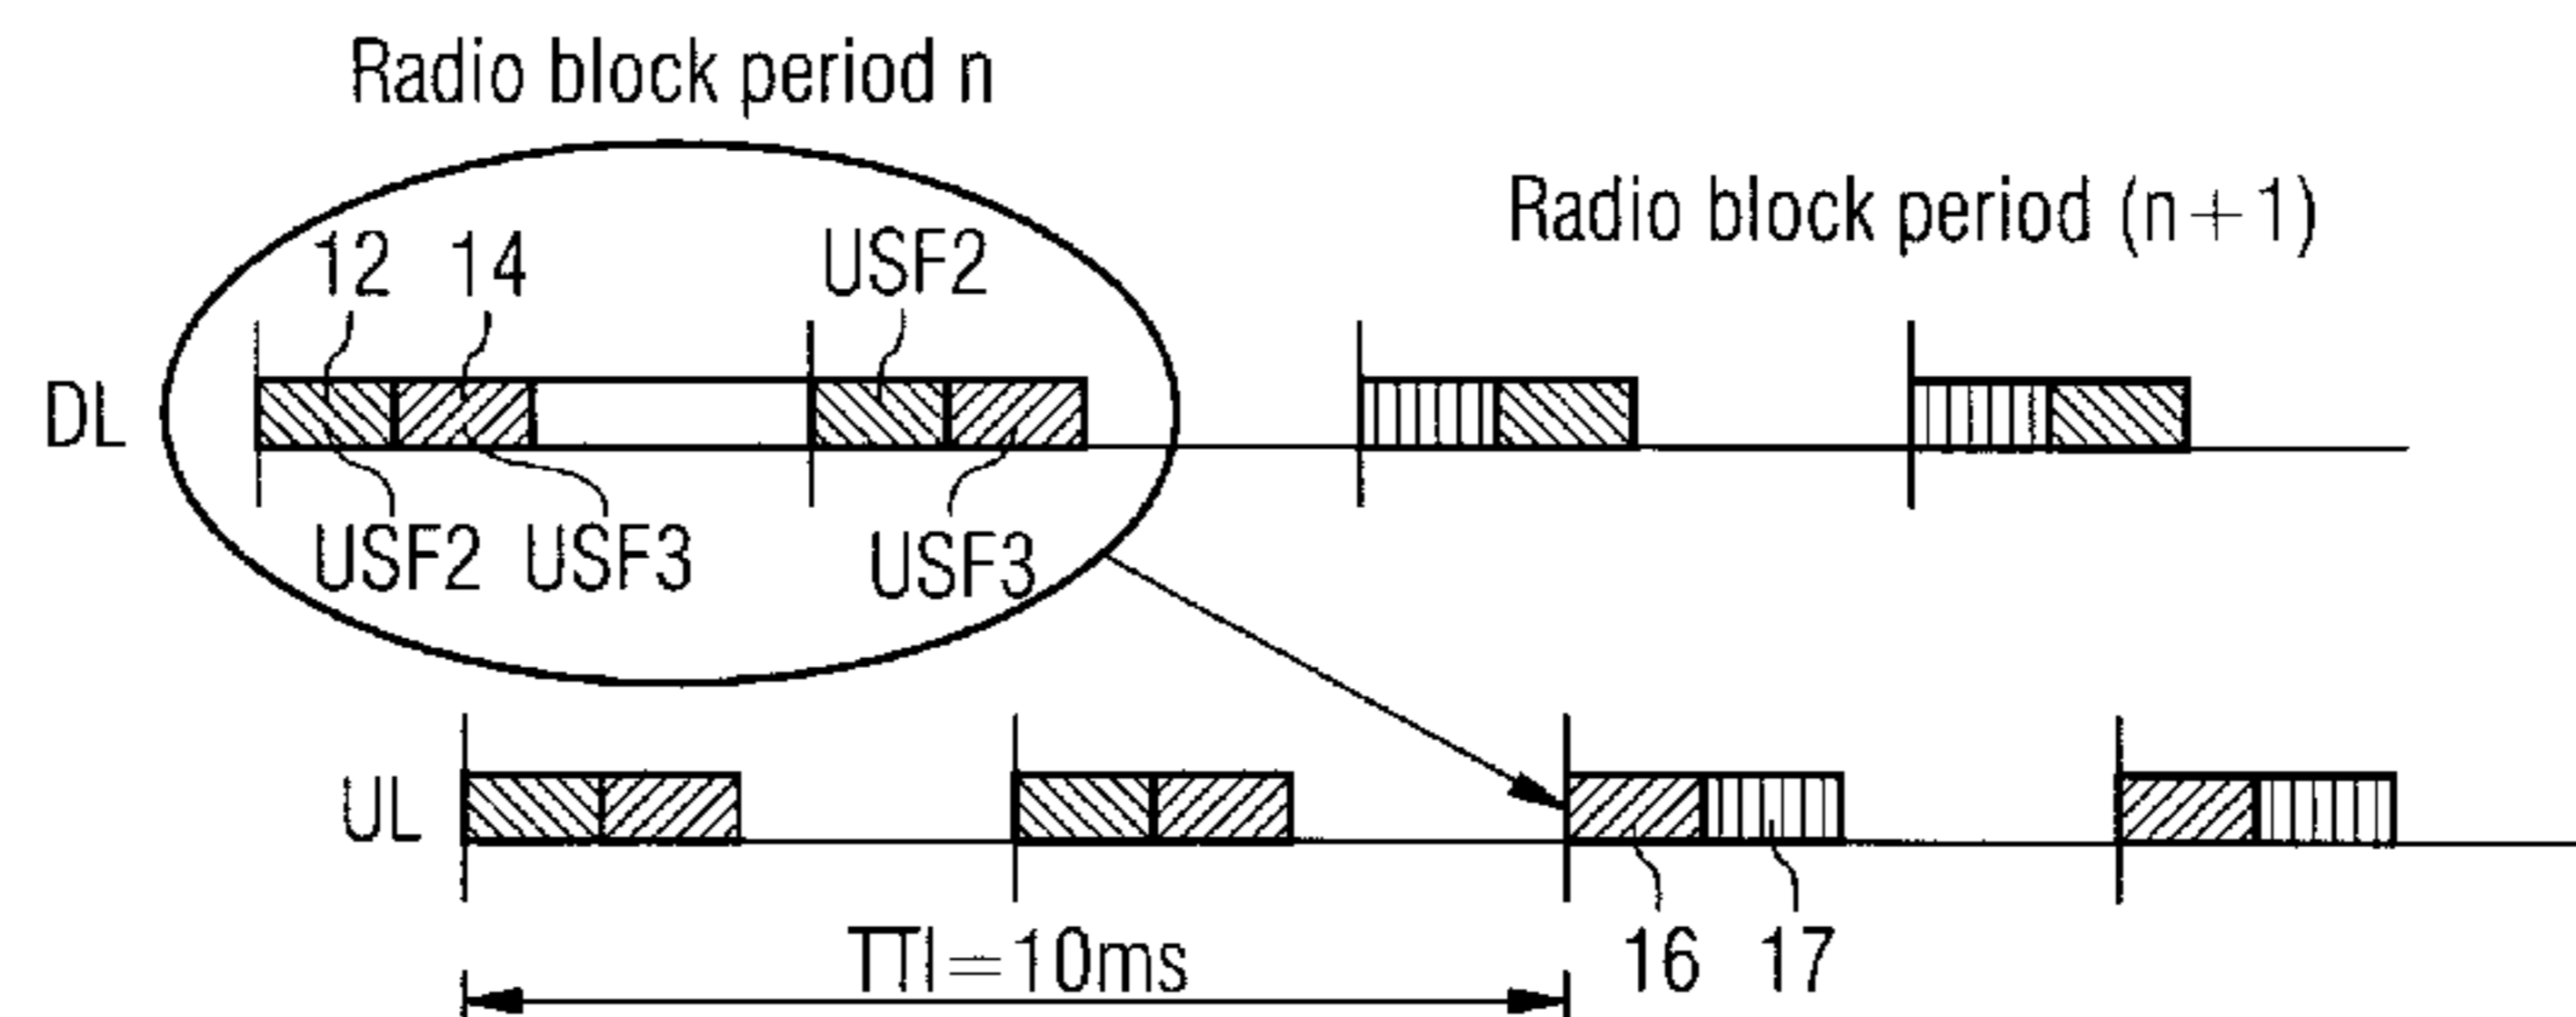 Radio block period n
Radio block period (n+1)
12 14 USF2
DL
USF2 USF3 USF3
UL
TTI=10ms 16 17